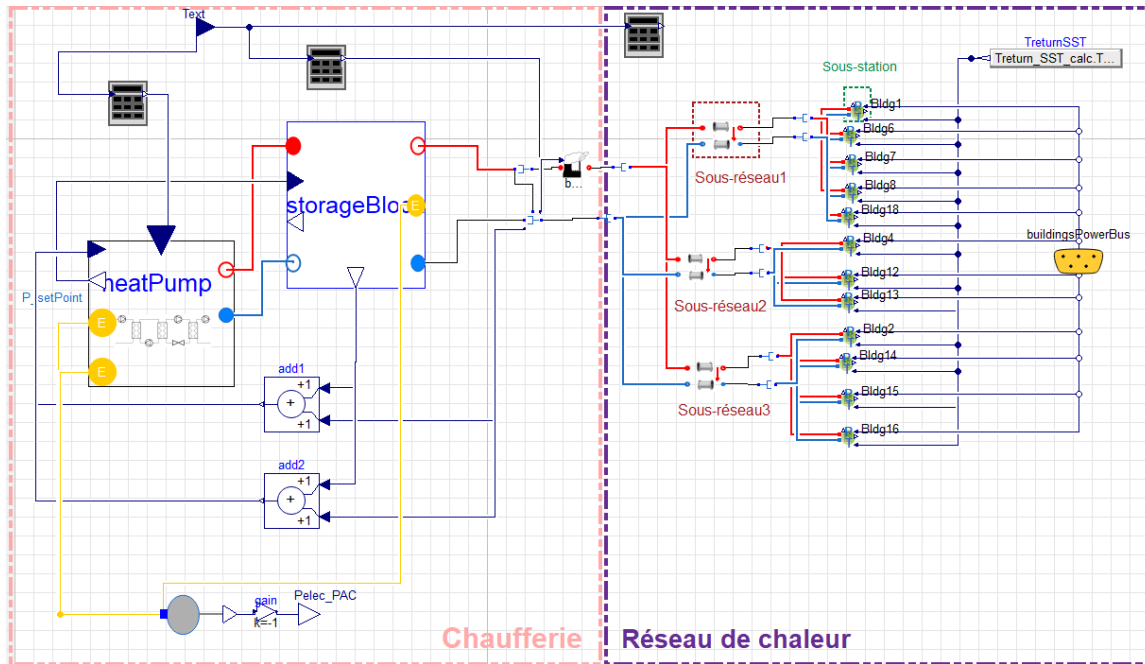 Text
TreturnSST
Treturn_SST_calc.T...
Sous-station
Bldg1
Bldg6
Bldg7
Bldg8
Bldg18
Sous-réseau1
b...
storageBloc
E
heatPump
P_setPoint
E
E
Bldg4
Bldg12
Bldg13
buildingsPowerBus
Sous-réseau2
Bldg2
Bldg14
Bldg15
Bldg16
Sous-réseau3
add1
+1
+
+1
add2
+1
+
+1
gain
k=-1
Pelec_PAC
Chaufferie
Réseau de chaleur